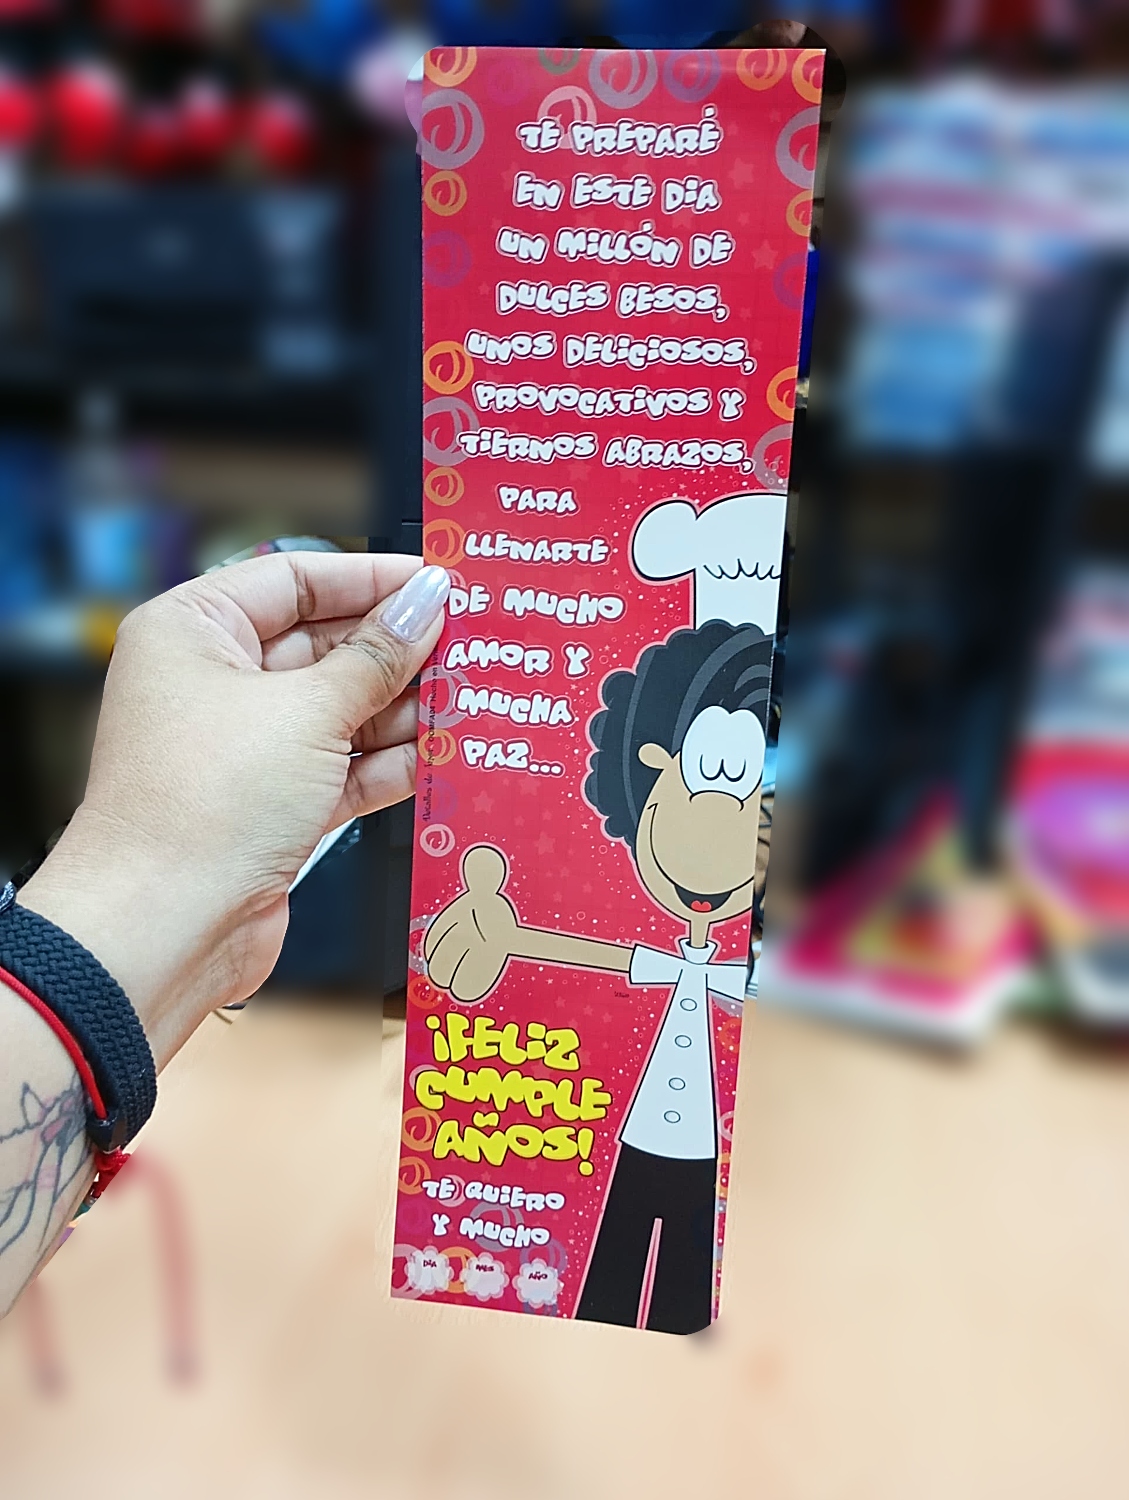 TE PREPARÉ
EN ESTE DIA
UN MILLÓN DE
DULCES BESOS,
UNOS DELICIOSOS,
PROVOCATIVOS Y
TIERNOS ABRAZOS,
PARA
LLENARTE
DE MUCHO
AMOR Y
MUCHA
PAZ...
¡FELIZ
CUMPLE
AÑOS!
TE QUIERO
Y MUCHO
DIA MES AÑO